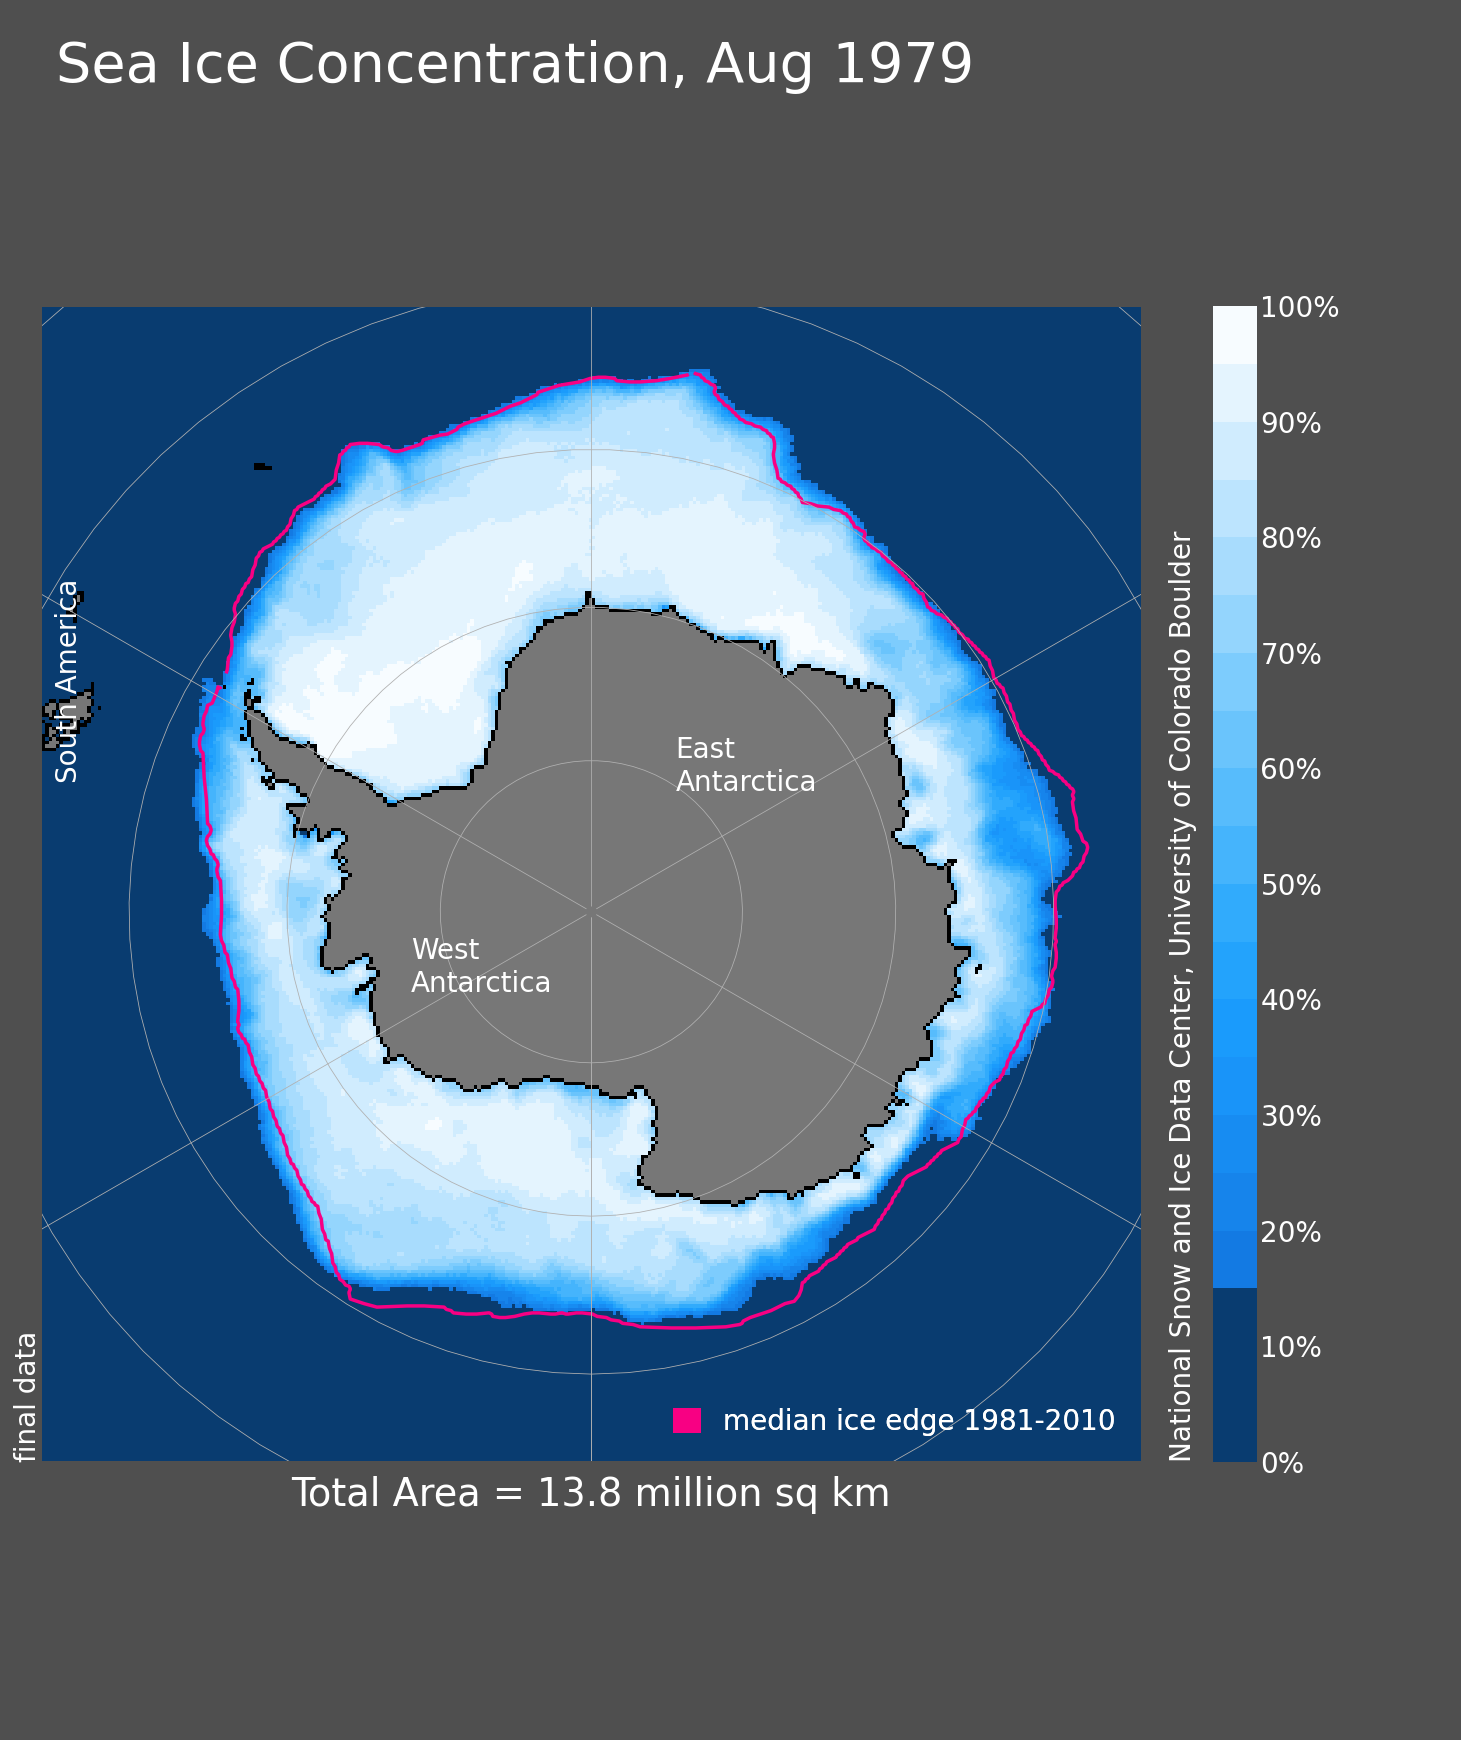 Sea Ice Concentration, Aug 1979
South America
East
Antarctica
West
Antarctica
final data
median ice edge 1981-2010
Total Area = 13.8 million sq km
National Snow and Ice Data Center, University of Colorado Boulder
100%
90%
80%
70%
60%
50%
40%
30%
20%
10%
0%